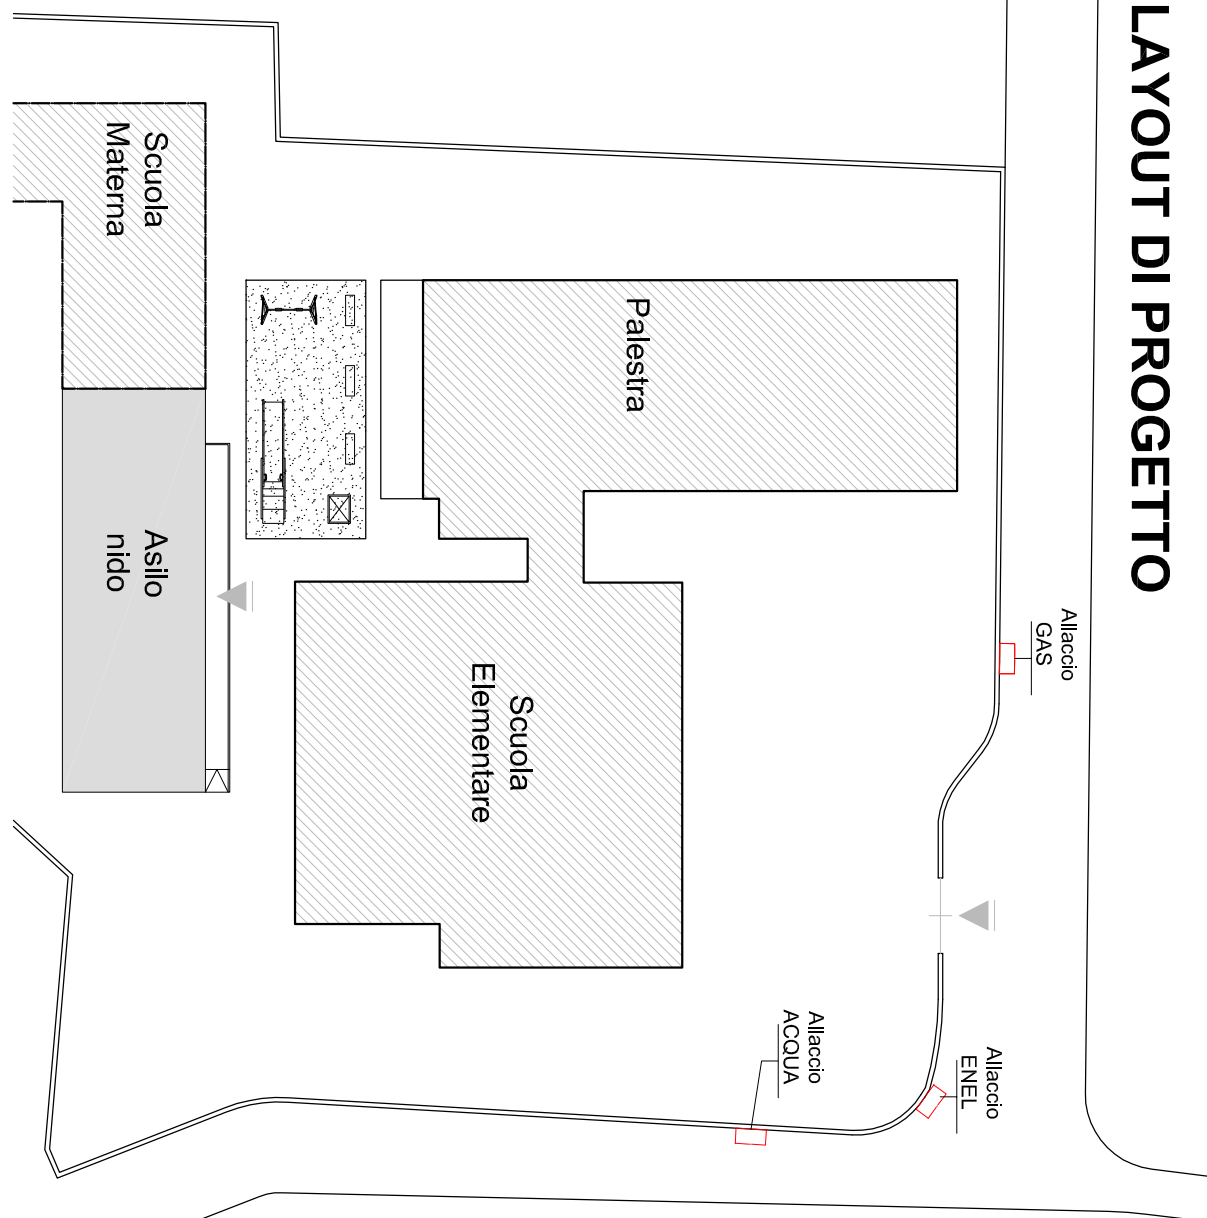 LAYOUT DI PROGETTO
Scuola
Materna
Palestra
Asilo
nido
Scuola
Elementare
Allaccio
GAS
Allaccio
ACQUA
Allaccio
ENEL